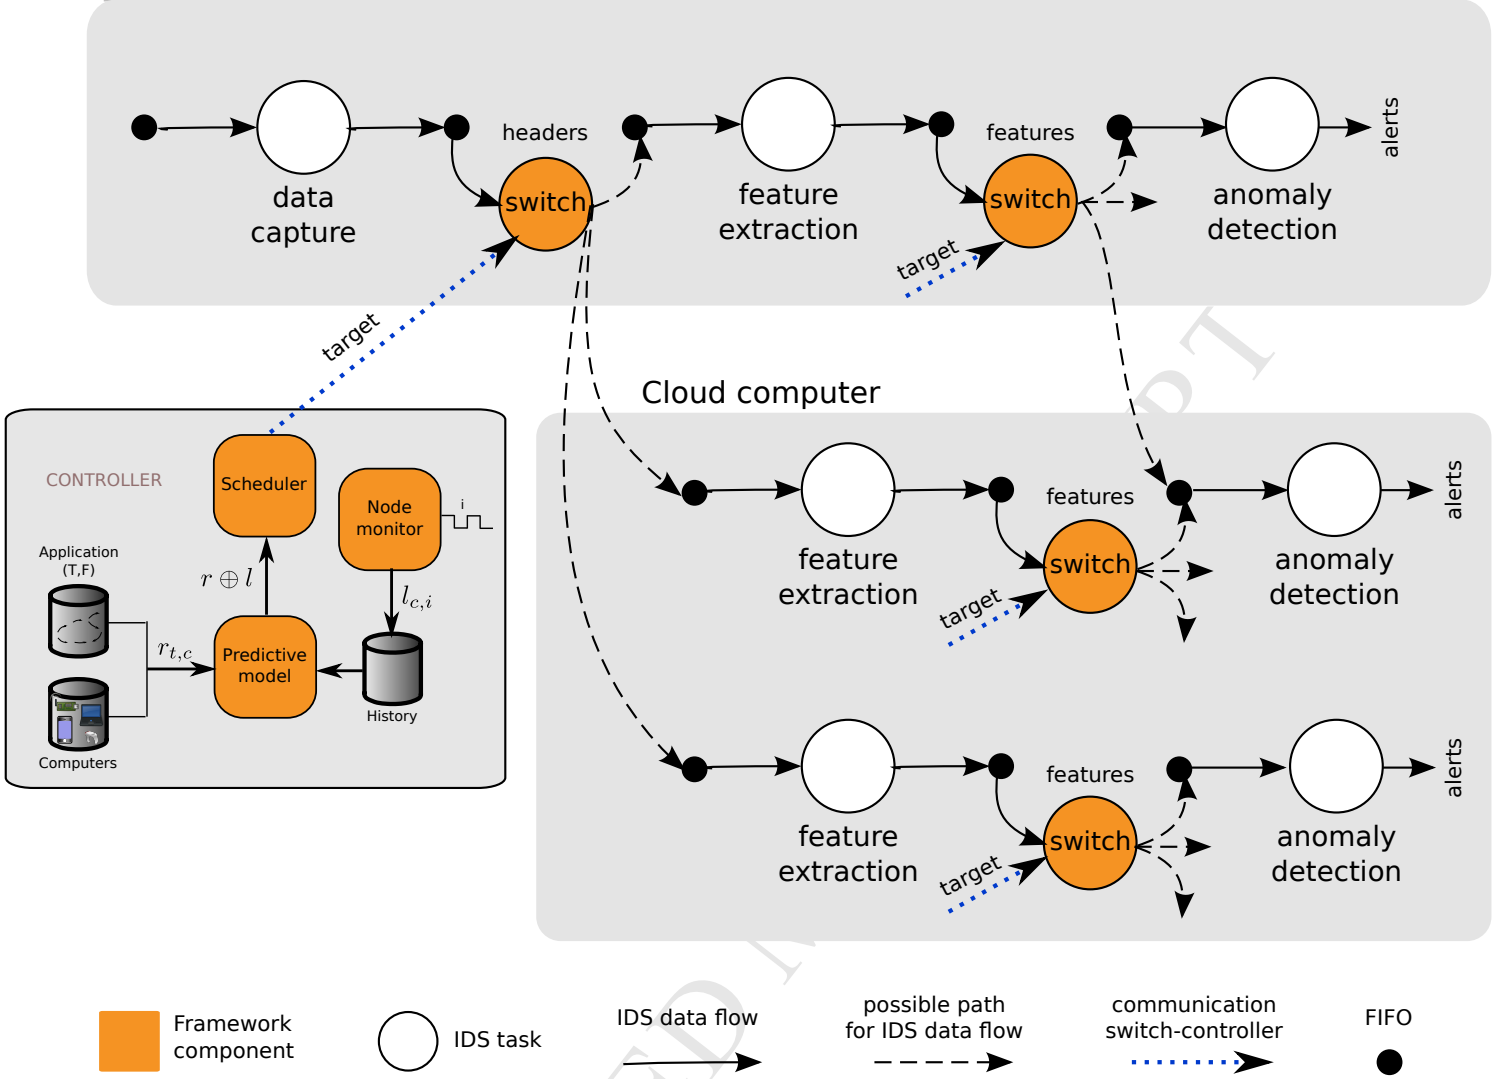 headers
features
switch
switch
data
capture
feature
extraction
anomaly
detection
alerts
target
target
Cloud computer
CONTROLLER
Scheduler
Node
monitor
i
Application
(T,F)
r ⊕ l
l_{c,i}
r_{t,c}
Predictive
model
History
Computers
features
switch
feature
extraction
anomaly
detection
alerts
target
features
switch
feature
extraction
anomaly
detection
alerts
target
Framework
component
IDS task
IDS data flow
possible path
for IDS data flow
communication
switch-controller
FIFO